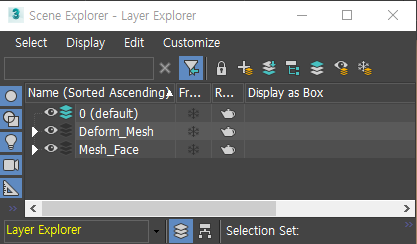 3 Scene Explorer - Layer Explorer
Select Display Edit Customize
Name (Sorted Ascending) Fr... R... Display as Box
0 (default)
Deform_Mesh
Mesh_Face
Layer Explorer Selection Set: